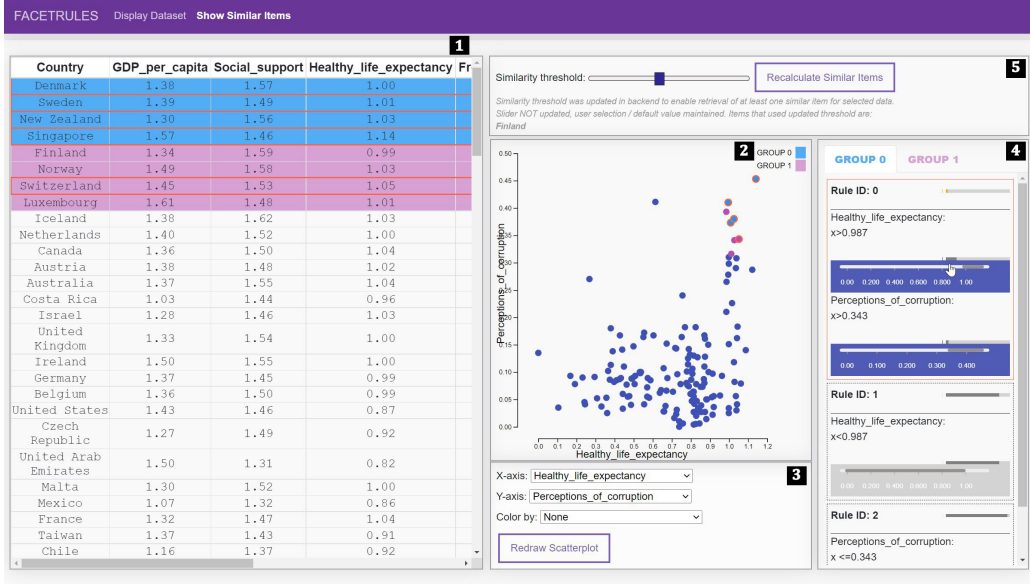 FACETRULES Display Dataset Show Similar Items
1
Country GDP_per_capita Social_support Healthy_life_expectancy Fr
Denmark 1.38 1.57 1.00
Sweden 1.39 1.49 1.01
New Zealand 1.30 1.56 1.03
Singapore 1.57 1.46 1.14
Finland 1.34 1.59 0.99
Norway 1.49 1.58 1.03
Switzerland 1.45 1.53 1.05
Luxembourg 1.61 1.48 1.01
Iceland 1.38 1.62 1.03
Netherlands 1.40 1.52 1.00
Canada 1.36 1.50 1.04
Austria 1.38 1.48 1.02
Australia 1.37 1.55 1.04
Costa Rica 1.03 1.44 0.96
Israel 1.28 1.46 1.03
United
Kingdom 1.33 1.54 1.00
Ireland 1.50 1.55 1.00
Germany 1.37 1.45 0.99
Belgium 1.36 1.50 0.99
United States 1.43 1.46 0.87
Czech
Republic 1.27 1.49 0.92
United Arab
Emirates 1.50 1.31 0.82
Malta 1.30 1.52 1.00
Mexico 1.07 1.32 0.86
France 1.32 1.47 1.04
Taiwan 1.37 1.43 0.91
Chile 1.16 1.37 0.92
5
Similarity threshold: Recalculate Similar Items
Similarity threshold was updated in backend to enable retrieval of at least one similar item for selected data.
Slider NOT updated, user selection / default value maintained. Items that used updated threshold are:
Finland
2
GROUP 0
GROUP 1
0.50
0.45
0.40
0.35
0.30
0.25
0.20
0.15
0.10
0.05
0.00
Perceptions_of_corruption
0.0 0.1 0.2 0.3 0.4 0.5 0.6 0.7 0.8 0.9 1.0 1.1 1.2
Healthy_life_expectancy
3
X-axis: Healthy_life_expectancy
Y-axis: Perceptions_of_corruption
Color by: None
Redraw Scatterplot
4
GROUP 0 GROUP 1
Rule ID: 0
Healthy_life_expectancy:
x>0.987
0.00 0.200 0.400 0.600 0.800 1.00
Perceptions_of_corruption:
x>0.343
0.00 0.100 0.200 0.300 0.400
Rule ID: 1
Healthy_life_expectancy:
x<0.987
0.00 0.200 0.400 0.600 0.800 1.00
Rule ID: 2
Perceptions_of_corruption:
x <=0.343